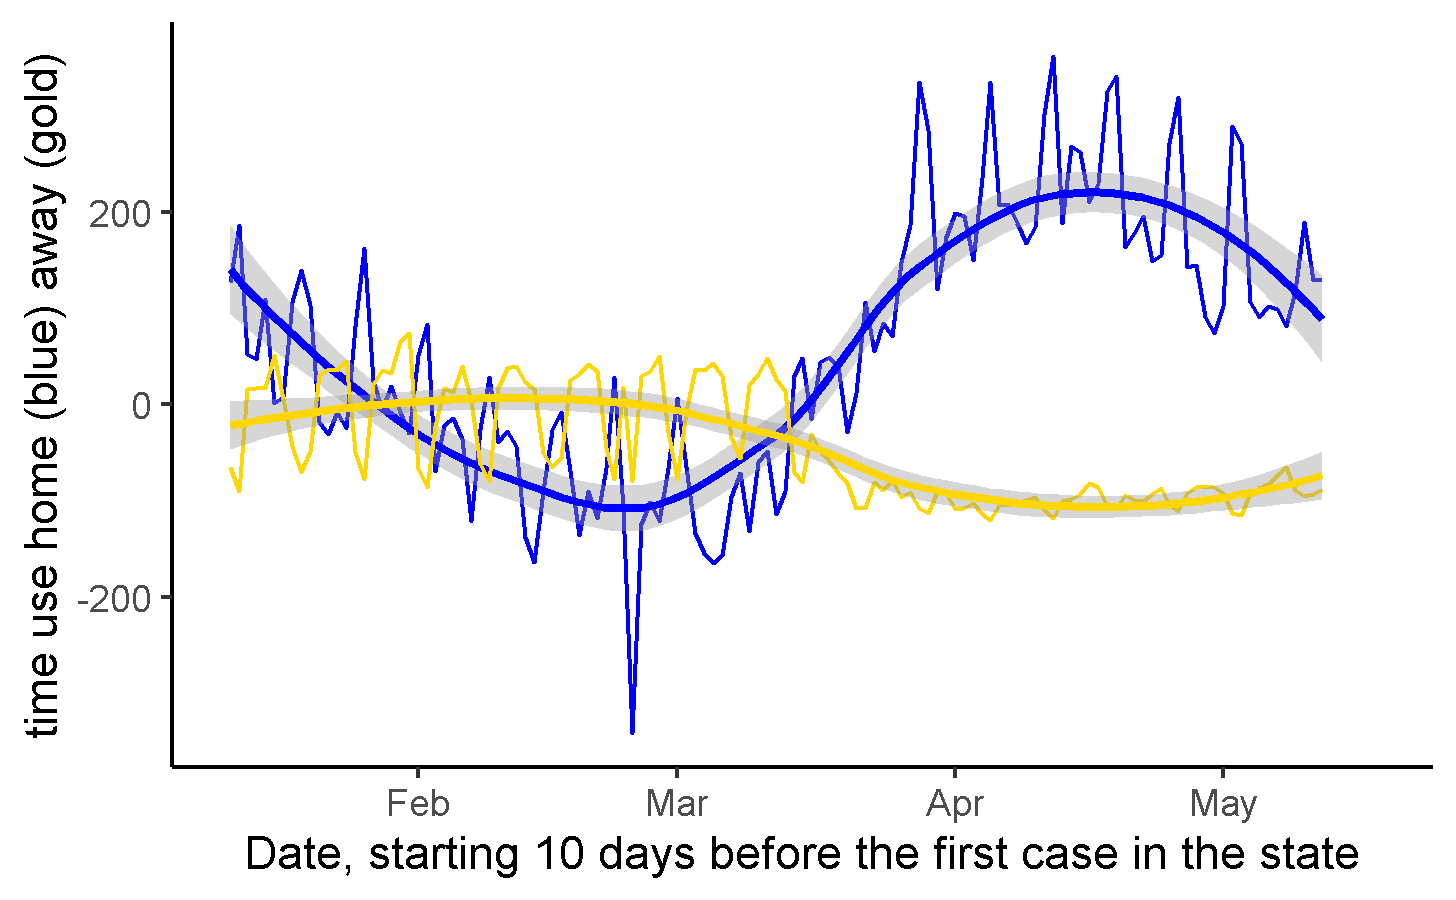 time use home (blue) away (gold)
200
0
-200
Feb
Mar
Apr
May
Date, starting 10 days before the first case in the state